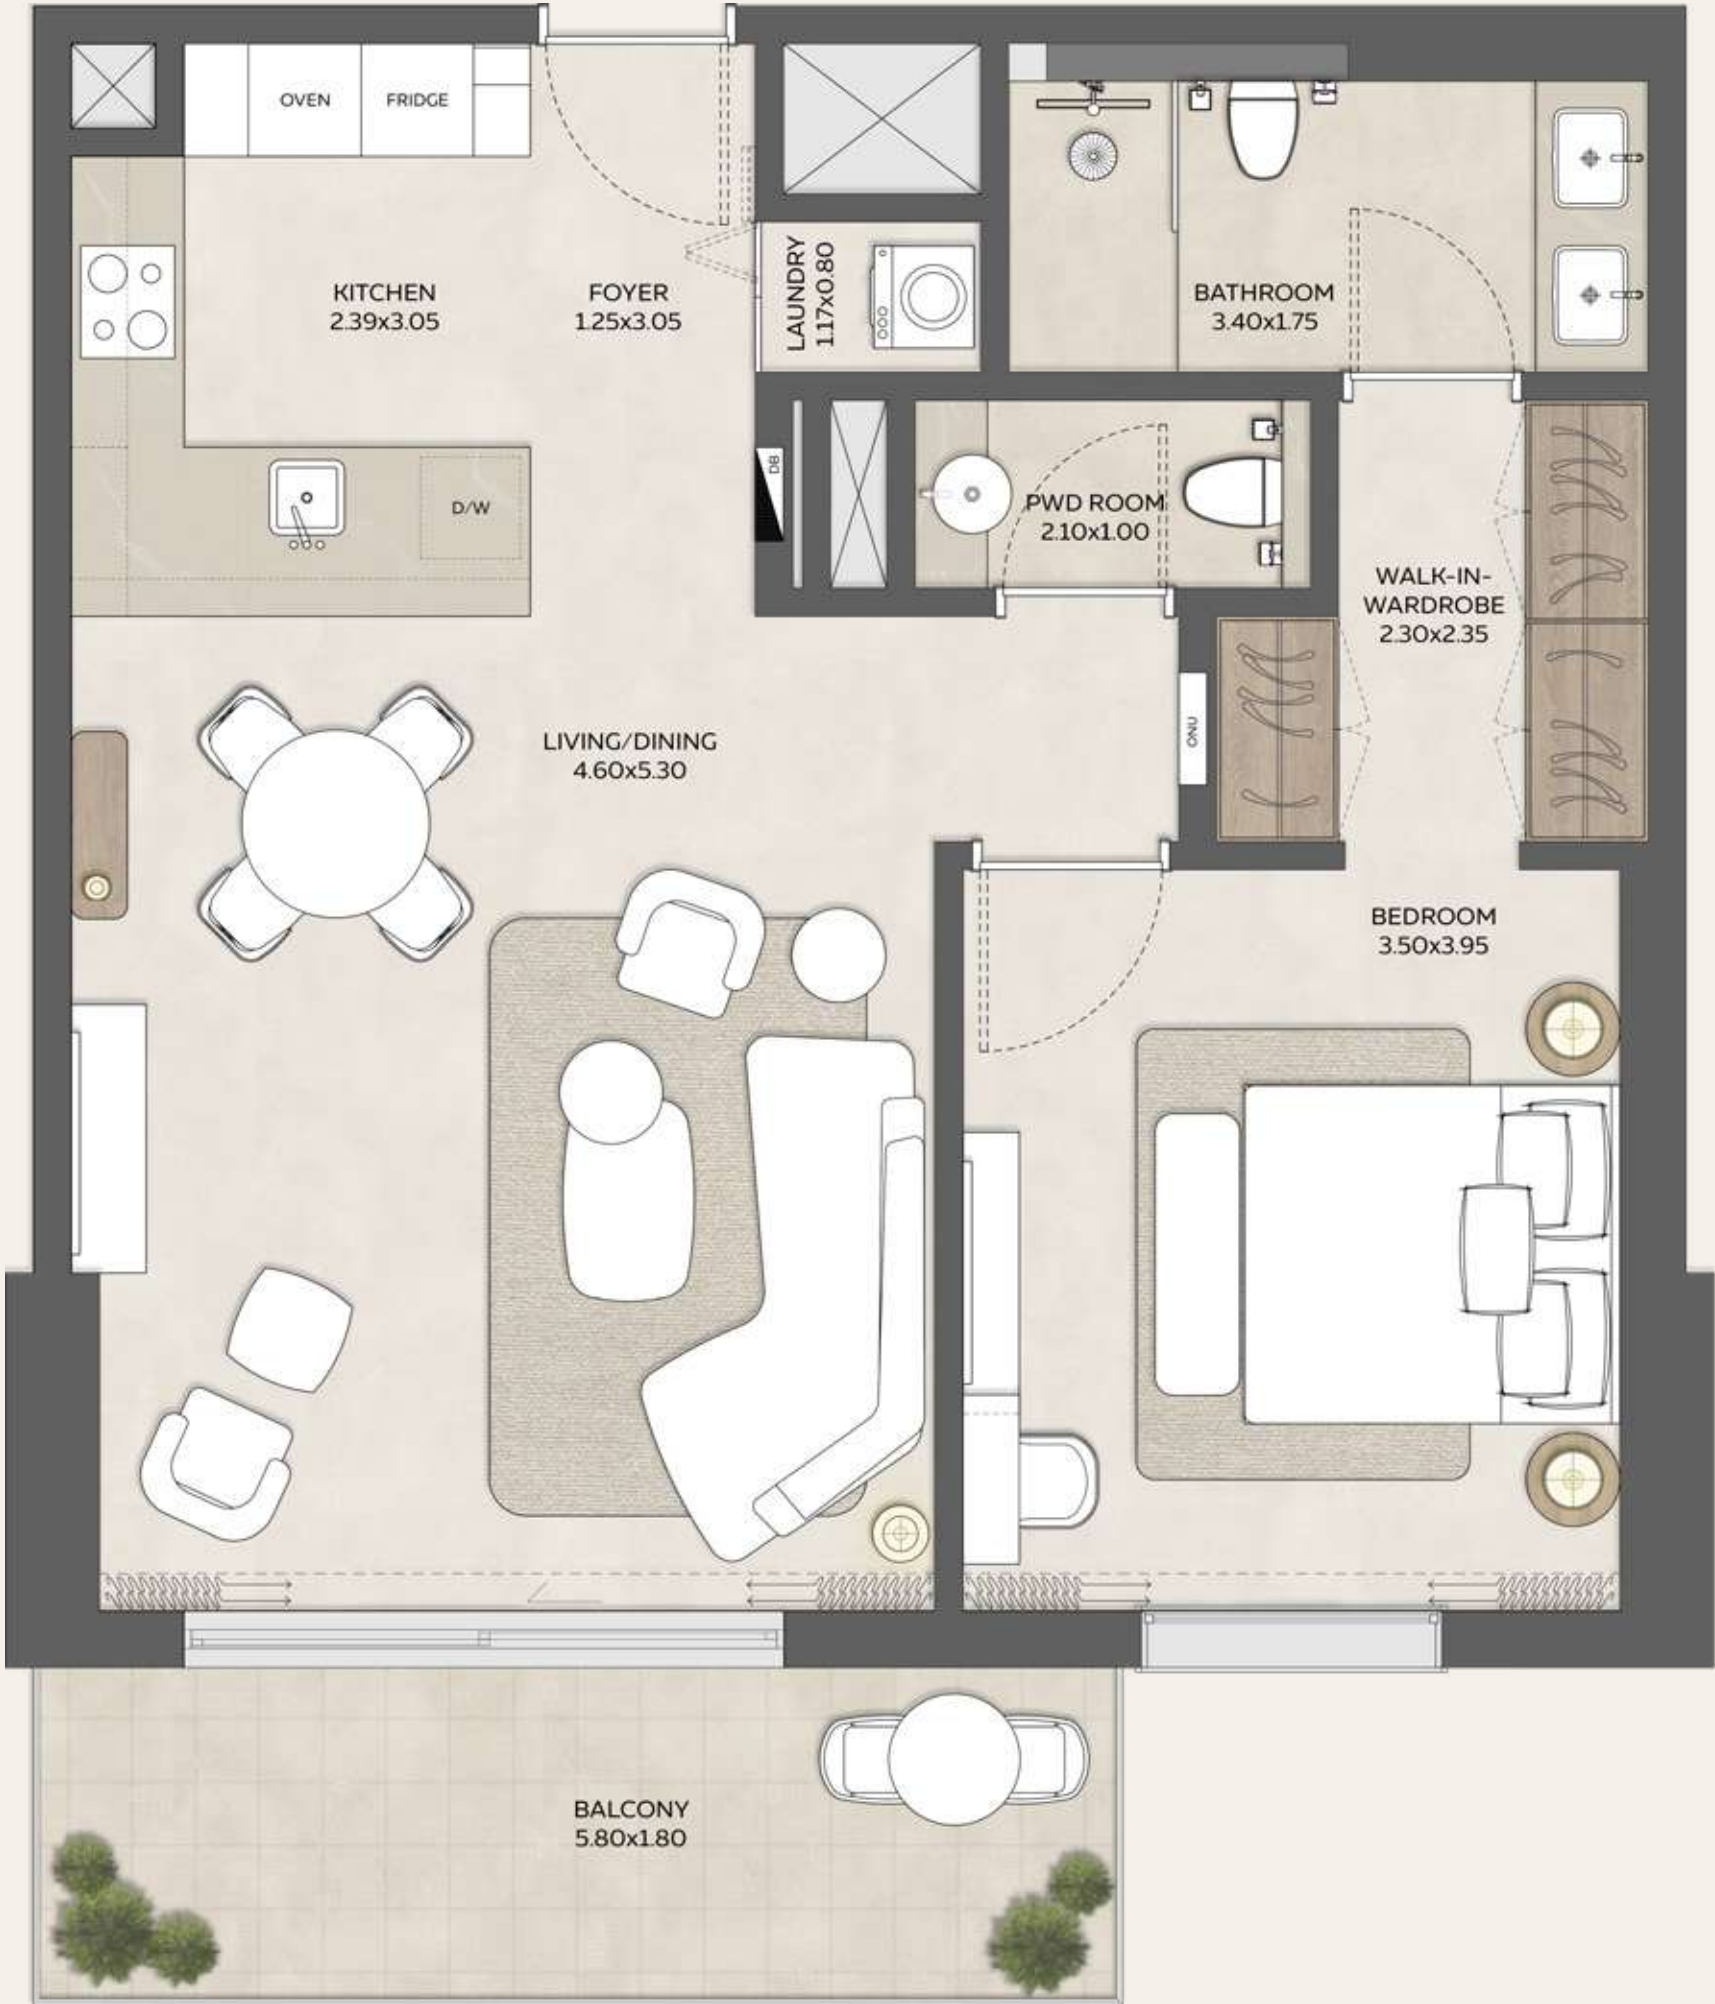 OVEN
FRIDGE
KITCHEN
2.39x3.05
FOYER
1.25x3.05
LAUNDRY
1.17x0.80
BATHROOM
3.40x1.75
DB
D/W
PWD ROOM
2.10x1.00
WALK-IN-
WARDROBE
2.30x2.35
LIVING/DINING
4.60x5.30
ONU
BEDROOM
3.50x3.95
BALCONY
5.80x1.80